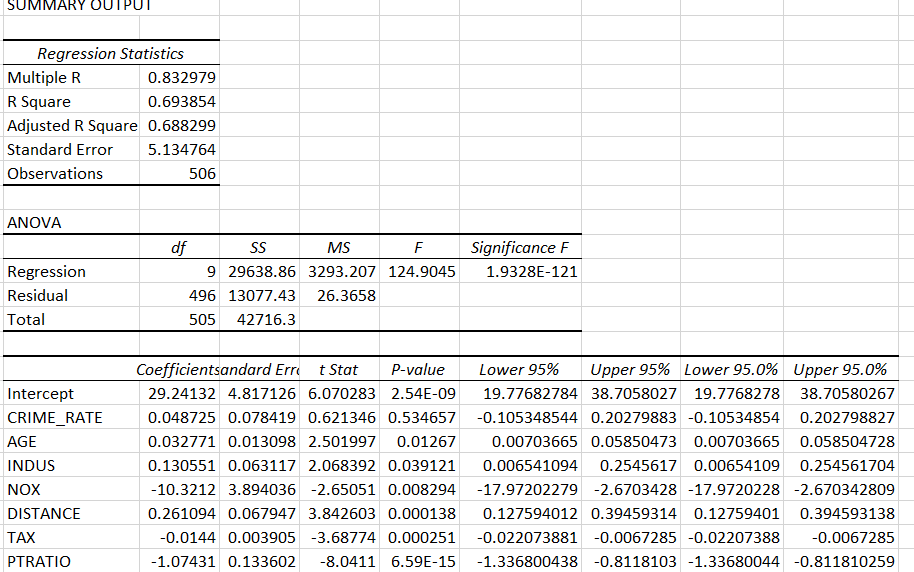 SUMMARY OUTPUT
Regression Statistics
Multiple R 0.832979
R Square 0.693854
Adjusted R Square 0.688299
Standard Error 5.134764
Observations 506
ANOVA
df SS MS F Significance F
Regression 9 29638.86 3293.207 124.9045 1.9328E-121
Residual 496 13077.43 26.3658
Total 505 42716.3
Coefficients andard Erro t Stat P-value Lower 95% Upper 95% Lower 95.0% Upper 95.0%
Intercept 29.24132 4.817126 6.070283 2.54E-09 19.77682784 38.7058027 19.7768278 38.70580267
CRIME_RATE 0.048725 0.078419 0.621346 0.534657 -0.105348544 0.20279883 -0.10534854 0.202798827
AGE 0.032771 0.013098 2.501997 0.01267 0.00703665 0.05850473 0.00703665 0.058504728
INDUS 0.130551 0.063117 2.068392 0.039121 0.006541094 0.2545617 0.00654109 0.254561704
NOX -10.3212 3.894036 -2.65051 0.008294 -17.97202279 -2.6703428 -17.9720228 -2.670342809
DISTANCE 0.261094 0.067947 3.842603 0.000138 0.127594012 0.39459314 0.12759401 0.394593138
TAX -0.0144 0.003905 -3.68774 0.000251 -0.022073881 -0.0067285 -0.02207388 -0.0067285
PTRATIO -1.07431 0.133602 -8.0411 6.59E-15 -1.336800438 -0.8118103 -1.33680044 -0.811810259